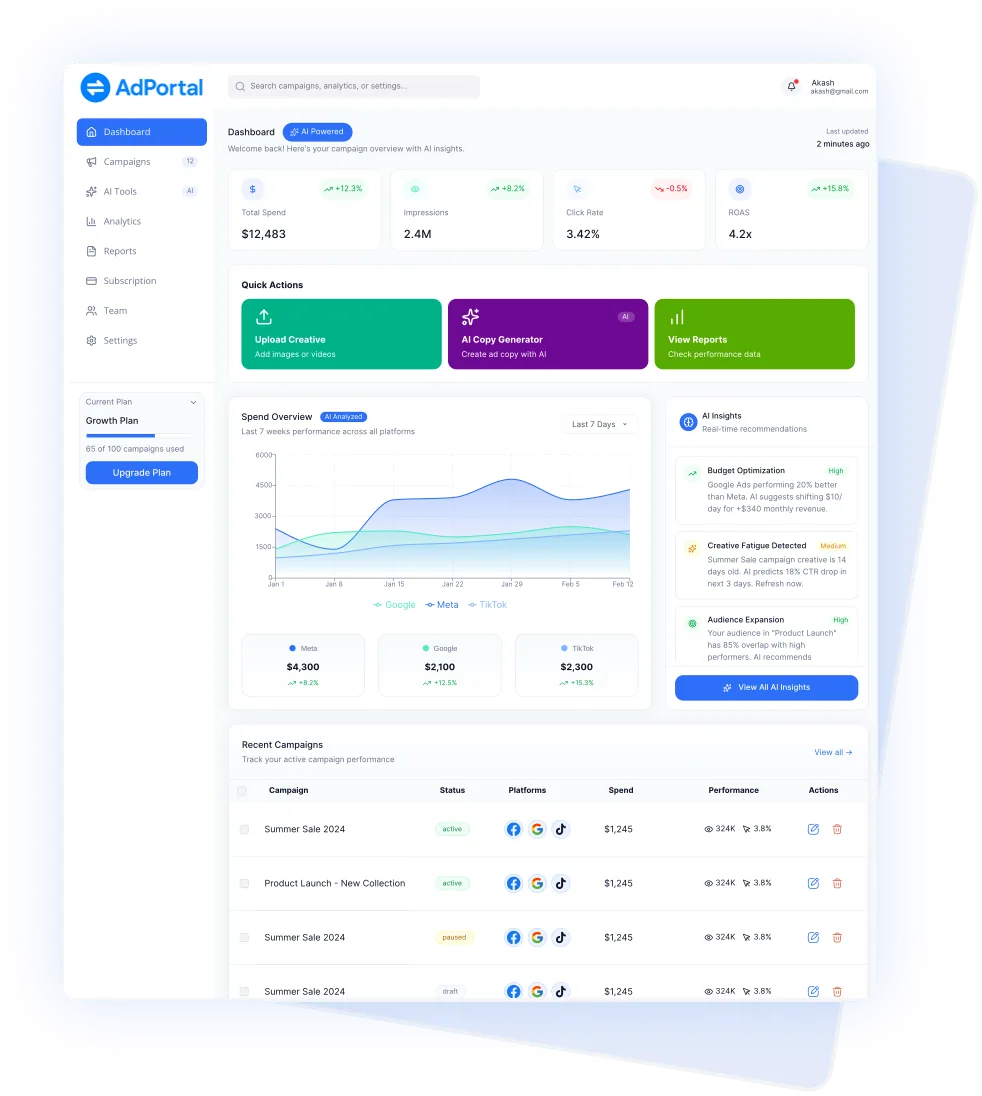 AdPortal
Search campaigns, analytics, or settings...
Akash
akash@gmail.com
Dashboard
Campaigns 12
AI Tools AI
Analytics
Reports
Subscription
Team
Settings
Current Plan
Growth Plan
65 of 100 campaigns used
Upgrade Plan
Dashboard AI Powered
Welcome back! Here's your campaign overview with AI insights.
Last updated
2 minutes ago
+12.3%
Total Spend
$12,483
+8.2%
Impressions
2.4M
-0.5%
Click Rate
3.42%
+15.8%
ROAS
4.2x
Quick Actions
Upload Creative
Add images or videos
AI
AI Copy Generator
Create ad copy with AI
View Reports
Check performance data
Spend Overview AI Analyzed
Last 7 weeks performance across all platforms
Last 7 Days
6000
4500
3000
1500
0
Jan 1 Jan 8 Jan 15 Jan 22 Jan 29 Feb 5 Feb 12
Google Meta TikTok
Meta
$4,300
+8.2%
Google
$2,100
+12.5%
TikTok
$2,300
+15.3%
AI Insights
Real-time recommendations
Budget Optimization High
Google Ads performing 20% better
than Meta. AI suggests shifting $10/
day for +$340 monthly revenue.
Creative Fatigue Detected Medium
Summer Sale campaign creative is 14
days old. AI predicts 18% CTR drop in
next 3 days. Refresh now.
Audience Expansion High
Your audience in "Product Launch"
has 85% overlap with high
performers. AI recommends
View All AI Insights
Recent Campaigns
Track your active campaign performance
View all →
Campaign Status Platforms Spend Performance Actions
Summer Sale 2024 active $1,245 324K 3.8%
Product Launch - New Collection active $1,245 324K 3.8%
Summer Sale 2024 paused $1,245 324K 3.8%
Summer Sale 2024 draft $1,245 324K 3.8%